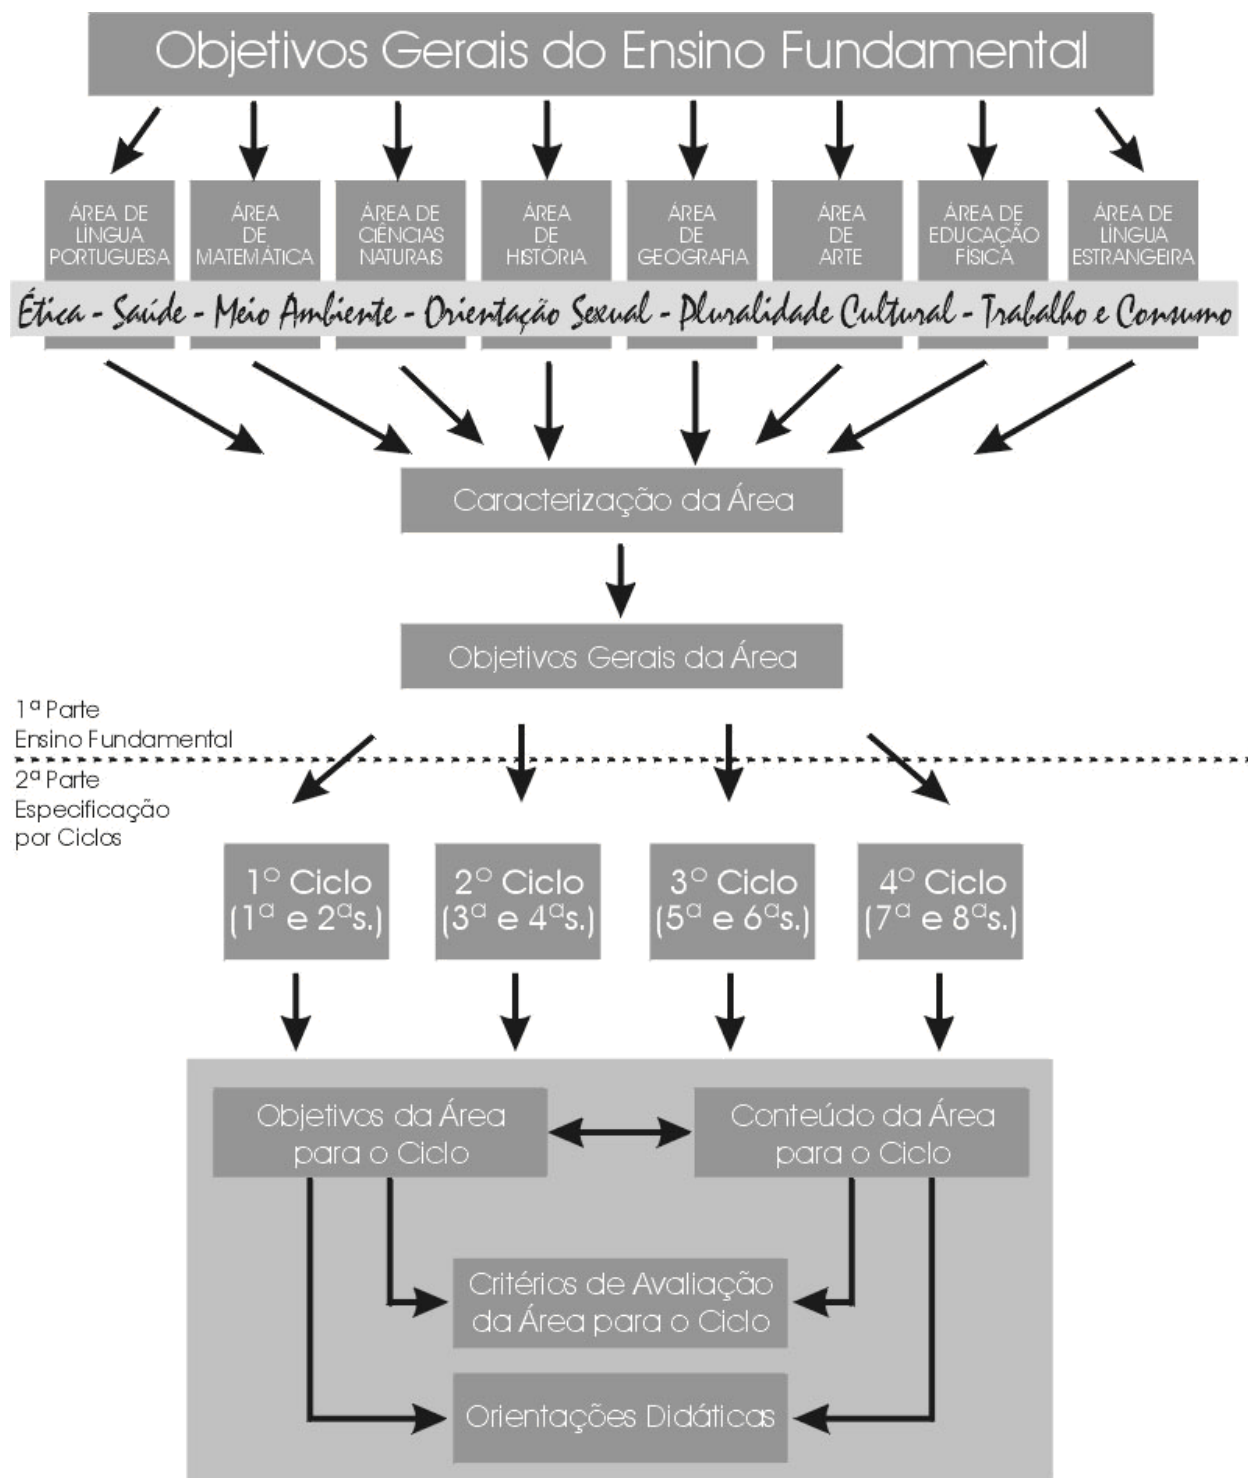 Objetivos Gerais do Ensino Fundamental
ÁREA DE
LÍNGUA
PORTUGUESA
ÁREA
DE
MATEMÁTICA
ÁREA DE
CIÊNCIAS
NATURAIS
ÁREA
DE
HISTÓRIA
ÁREA
DE
GEOGRAFIA
ÁREA
DE
ARTE
ÁREA DE
EDUCAÇÃO
FÍSICA
ÁREA DE
LÍNGUA
ESTRANGEIRA
Ética - Saúde - Meio Ambiente - Orientação Sexual - Pluralidade Cultural - Trabalho e Consumo
Caracterização da Área
Objetivos Gerais da Área
1ª Parte
Ensino Fundamental
2ª Parte
Especificação
por Ciclos
1º Ciclo
(1ª e 2ªs.)
2º Ciclo
(3ª e 4ªs.)
3º Ciclo
(5ª e 6ªs.)
4º Ciclo
(7ª e 8ªs.)
Objetivos da Área
para o Ciclo
Conteúdo da Área
para o Ciclo
Critérios de Avaliação
da Área para o Ciclo
Orientações Didáticas